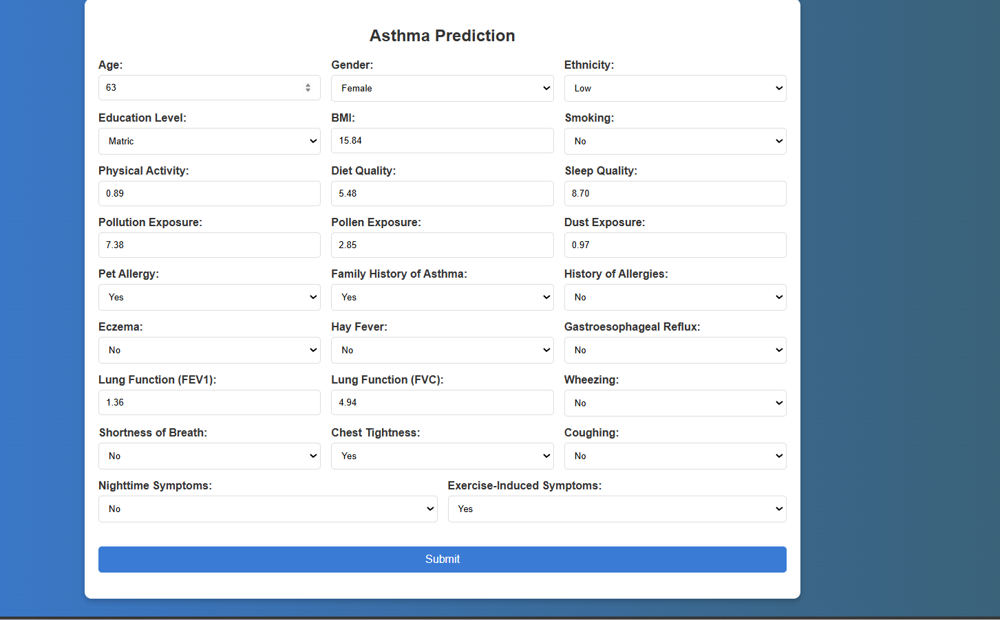 Asthma Prediction
Age: Gender: Ethnicity:
63 Female Low
Education Level: BMI: Smoking:
Matric 15.84 No
Physical Activity: Diet Quality: Sleep Quality:
0.89 5.48 8.70
Pollution Exposure: Pollen Exposure: Dust Exposure:
7.38 2.85 0.97
Pet Allergy: Family History of Asthma: History of Allergies:
Yes Yes No
Eczema: Hay Fever: Gastroesophageal Reflux:
No No No
Lung Function (FEV1): Lung Function (FVC): Wheezing:
1.36 4.94 No
Shortness of Breath: Chest Tightness: Coughing:
No Yes No
Nighttime Symptoms: Exercise-Induced Symptoms:
No Yes
Submit